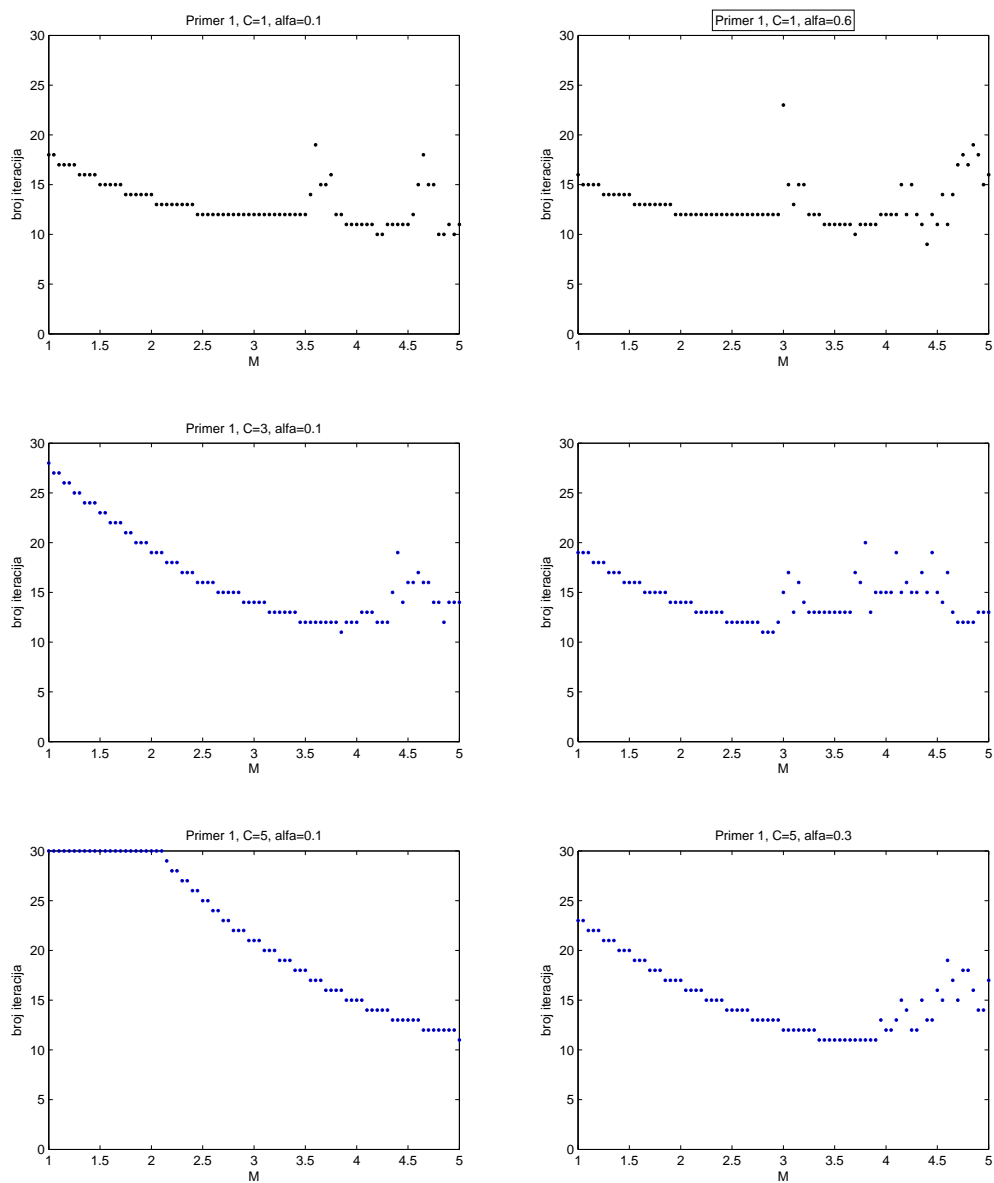 Primer 1, C=1, alfa=0.1
30
25
20
15
10
5
0
broj iteracija
1 1.5 2 2.5 3 3.5 4 4.5 5
M
Primer 1, C=1, alfa=0.6
30
25
20
15
10
5
0
broj iteracija
1 1.5 2 2.5 3 3.5 4 4.5 5
M
Primer 1, C=3, alfa=0.1
30
25
20
15
10
5
0
broj iteracija
1 1.5 2 2.5 3 3.5 4 4.5 5
M
30
25
20
15
10
5
0
broj iteracija
1 1.5 2 2.5 3 3.5 4 4.5 5
M
Primer 1, C=5, alfa=0.1
30
25
20
15
10
5
0
broj iteracija
1 1.5 2 2.5 3 3.5 4 4.5 5
M
Primer 1, C=5, alfa=0.3
30
25
20
15
10
5
0
broj iteracija
1 1.5 2 2.5 3 3.5 4 4.5 5
M